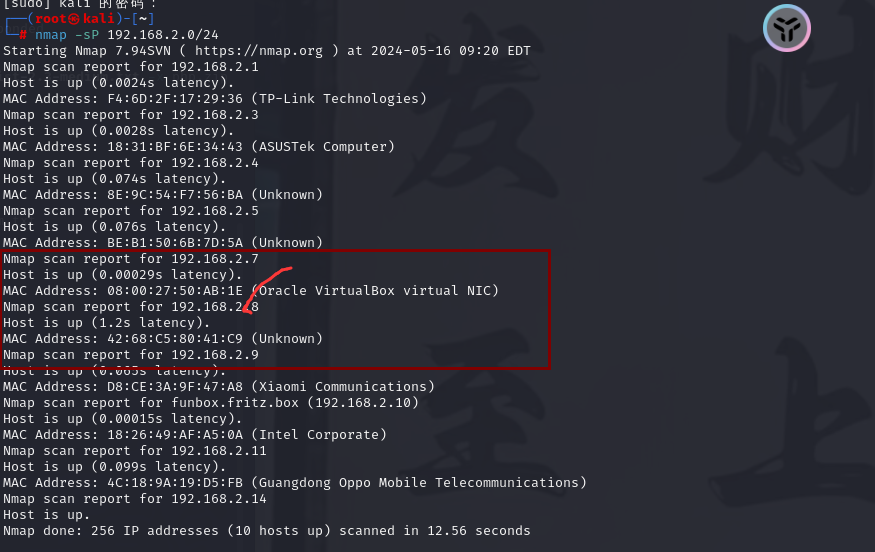 [sudo] kali 的密码：
┌──(root㉿kali)-[~]
└─# nmap -sP 192.168.2.0/24
Starting Nmap 7.94SVN ( https://nmap.org ) at 2024-05-16 09:20 EDT
Nmap scan report for 192.168.2.1
Host is up (0.0024s latency).
MAC Address: F4:6D:2F:17:29:36 (TP-Link Technologies)
Nmap scan report for 192.168.2.3
Host is up (0.0028s latency).
MAC Address: 18:31:BF:6E:34:43 (ASUSTek Computer)
Nmap scan report for 192.168.2.4
Host is up (0.074s latency).
MAC Address: 8E:9C:54:F7:56:BA (Unknown)
Nmap scan report for 192.168.2.5
Host is up (0.076s latency).
MAC Address: BE:B1:50:6B:7D:5A (Unknown)
Nmap scan report for 192.168.2.7
Host is up (0.00029s latency).
MAC Address: 08:00:27:50:AB:1E (Oracle VirtualBox virtual NIC)
Nmap scan report for 192.168.2.8
Host is up (1.2s latency).
MAC Address: 42:68:C5:80:41:C9 (Unknown)
Nmap scan report for 192.168.2.9
Host is up (0.065s latency).
MAC Address: D8:CE:3A:9F:47:A8 (Xiaomi Communications)
Nmap scan report for funbox.fritz.box (192.168.2.10)
Host is up (0.00015s latency).
MAC Address: 18:26:49:AF:A5:0A (Intel Corporate)
Nmap scan report for 192.168.2.11
Host is up (0.099s latency).
MAC Address: 4C:18:9A:19:D5:FB (Guangdong Oppo Mobile Telecommunications)
Nmap scan report for 192.168.2.14
Host is up.
Nmap done: 256 IP addresses (10 hosts up) scanned in 12.56 seconds
发财
至上